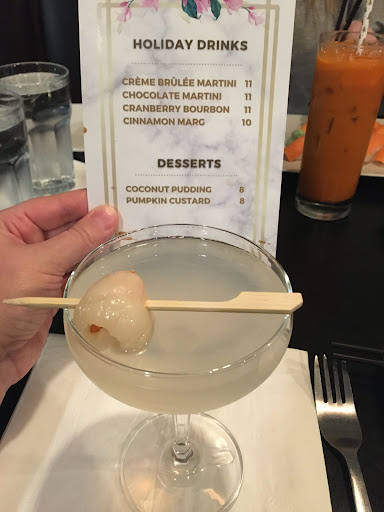 HOLIDAY DRINKS
CRÈME BRÛLÉE MARTINI 11
CHOCOLATE MARTINI 11
CRANBERRY BOURBON 11
CINNAMON MARG 10
DESSERTS
COCONUT PUDDING 8
PUMPKIN CUSTARD 8